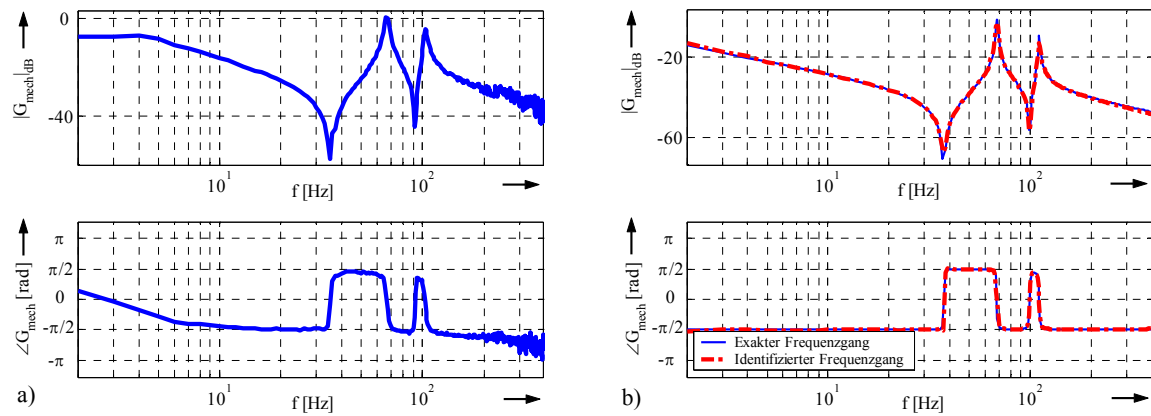 |G_mech|_dB
0
-40
10^1
10^2
f [Hz]
∠G_mech [rad]
π
π/2
0
-π/2
-π
10^1
10^2
f [Hz]
a)
|G_mech|_dB
-20
-60
10^1
10^2
f [Hz]
∠G_mech [rad]
π
π/2
0
-π/2
-π
Exakter Frequenzgang
Identifizierter Frequenzgang
10^1
10^2
f [Hz]
b)